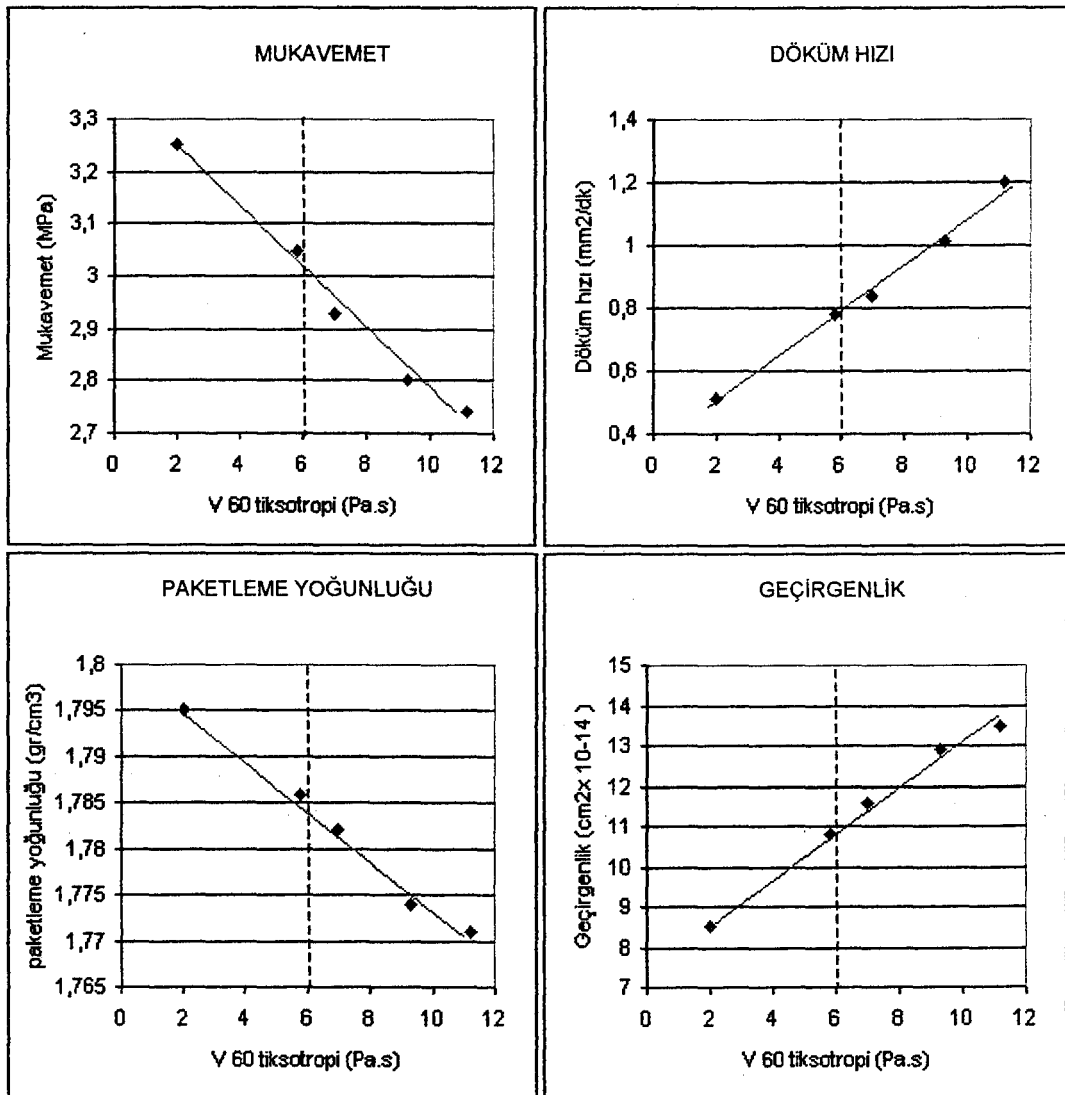 MUKAVEMET
Mukavemet (MPa)
3,3
3,2
3,1
3
2,9
2,8
2,7
0 2 4 6 8 10 12
V 60 tiksotropi (Pa.s)
DÖKÜM HIZI
Döküm hızı (mm2/dk)
1,4
1,2
1
0,8
0,6
0,4
0 2 4 6 8 10 12
V 60 tiksotropi (Pa.s)
PAKETLEME YOĞUNLUĞU
paketleme yoğunluğu (gr/cm3)
1,8
1,795
1,79
1,785
1,78
1,775
1,77
1,765
0 2 4 6 8 10 12
V 60 tiksotropi (Pa.s)
GEÇİRGENLİK
Geçirgenlik (cm2x 10-14 )
15
14
13
12
11
10
9
8
7
0 2 4 6 8 10 12
V 60 tiksotropi (Pa.s)